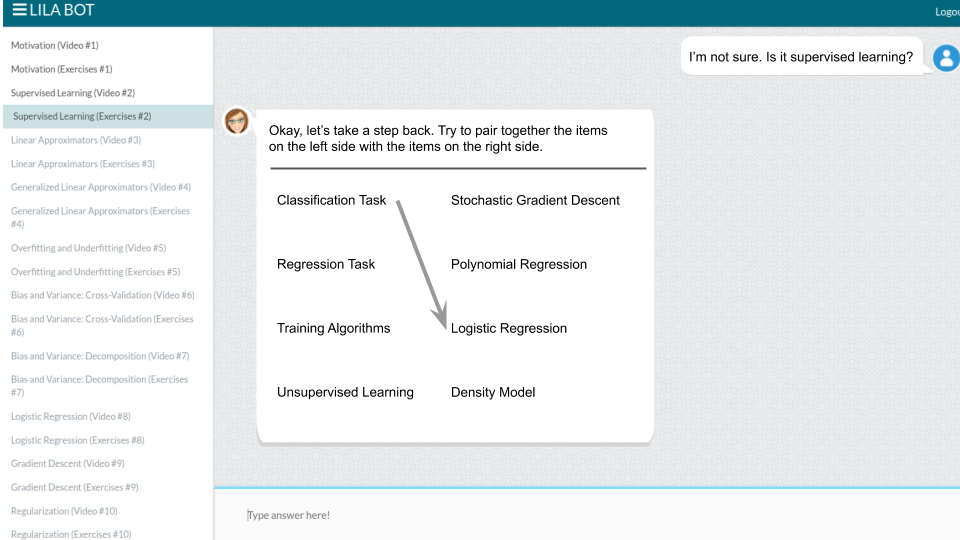 LILA BOT
Logou
Motivation (Video #1)
Motivation (Exercises #1)
Supervised Learning (Video #2)
Supervised Learning (Exercises #2)
Linear Approximators (Video #3)
Linear Approximators (Exercises #3)
Generalized Linear Approximators (Video #4)
Generalized Linear Approximators (Exercises
#4)
Overfitting and Underfitting (Video #5)
Overfitting and Underfitting (Exercises #5)
Bias and Variance: Cross-Validation (Video #6)
Bias and Variance: Cross-Validation (Exercises
#6)
Bias and Variance: Decomposition (Video #7)
Bias and Variance: Decomposition (Exercises
#7)
Logistic Regression (Video #8)
Logistic Regression (Exercises #8)
Gradient Descent (Video #9)
Gradient Descent (Exercises #9)
Regularization (Video #10)
Regularization (Exercises #10)
I'm not sure. Is it supervised learning?
Okay, let's take a step back. Try to pair together the items
on the left side with the items on the right side.
Classification Task
Stochastic Gradient Descent
Regression Task
Polynomial Regression
Training Algorithms
Logistic Regression
Unsupervised Learning
Density Model
Type answer here!